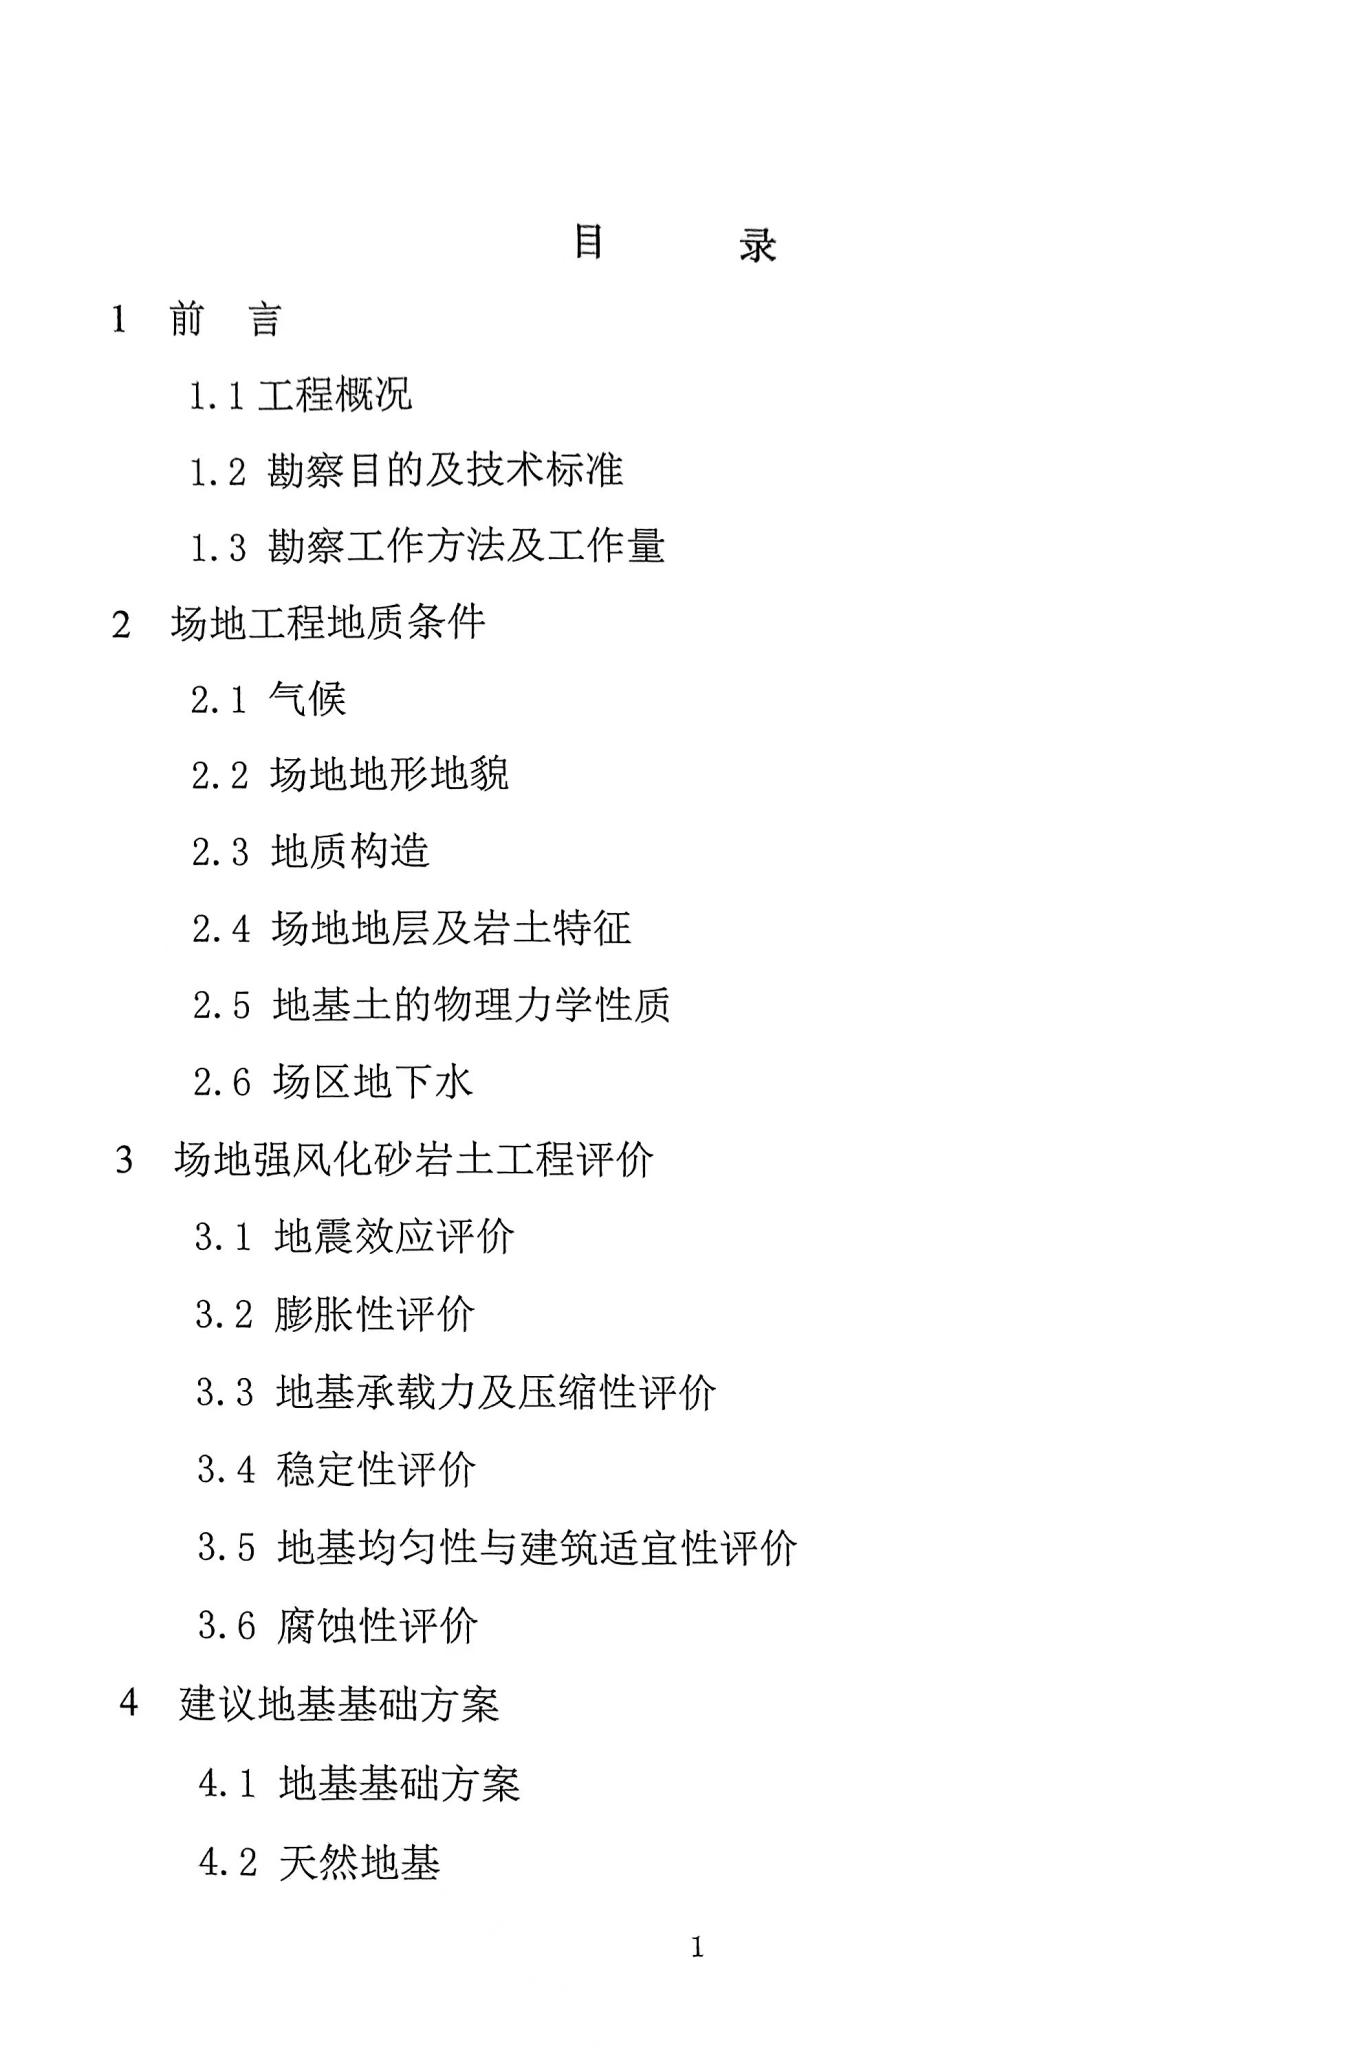 目 录
1 前 言
1.1工程概况
1.2 勘察目的及技术标准
1.3 勘察工作方法及工作量
2 场地工程地质条件
2.1 气候
2.2 场地地形地貌
2.3 地质构造
2.4 场地地层及岩土特征
2.5 地基土的物理力学性质
2.6 场区地下水
3 场地强风化砂岩土工程评价
3.1 地震效应评价
3.2 膨胀性评价
3.3 地基承载力及压缩性评价
3.4 稳定性评价
3.5 地基均匀性与建筑适宜性评价
3.6 腐蚀性评价
4 建议地基基础方案
4.1 地基基础方案
4.2 天然地基
1